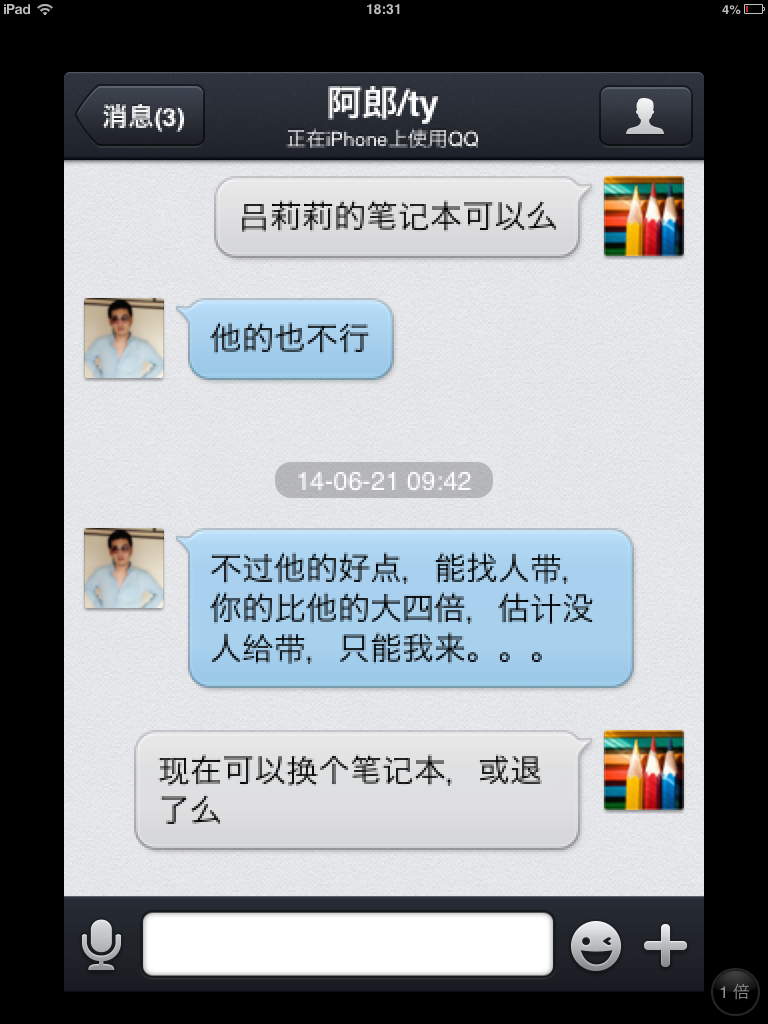 iPad 18:31 4%
消息(3)
阿郎/ty
正在iPhone上使用QQ
吕莉莉的笔记本可以么
他的也不行
14-06-21 09:42
不过他的好点，能找人带，
你的比他的大四倍，估计没
人给带，只能我来。。。
现在可以换个笔记本，或退
了么
1 倍